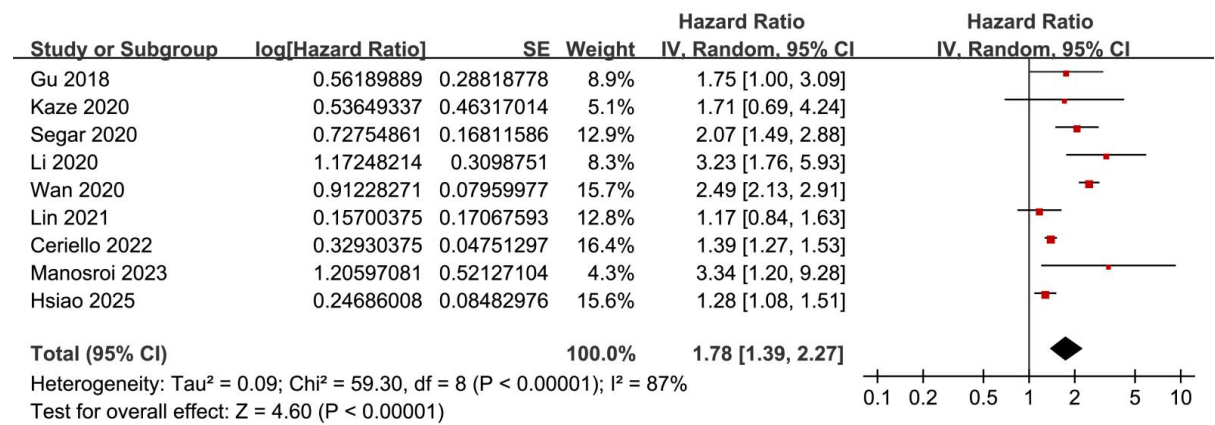 Hazard Ratio Hazard Ratio
Study or Subgroup log[Hazard Ratio] SE Weight IV, Random, 95% CI IV, Random, 95% CI
Gu 2018 0.56189889 0.28818778 8.9% 1.75 [1.00, 3.09]
Kaze 2020 0.53649337 0.46317014 5.1% 1.71 [0.69, 4.24]
Segar 2020 0.72754861 0.16811586 12.9% 2.07 [1.49, 2.88]
Li 2020 1.17248214 0.3098751 8.3% 3.23 [1.76, 5.93]
Wan 2020 0.91228271 0.07959977 15.7% 2.49 [2.13, 2.91]
Lin 2021 0.15700375 0.17067593 12.8% 1.17 [0.84, 1.63]
Ceriello 2022 0.32930375 0.04751297 16.4% 1.39 [1.27, 1.53]
Manosroi 2023 1.20597081 0.52127104 4.3% 3.34 [1.20, 9.28]
Hsiao 2025 0.24686008 0.08482976 15.6% 1.28 [1.08, 1.51]
Total (95% CI) 100.0% 1.78 [1.39, 2.27]
Heterogeneity: Tau² = 0.09; Chi² = 59.30, df = 8 (P < 0.00001); I² = 87%
Test for overall effect: Z = 4.60 (P < 0.00001)
0.1 0.2 0.5 1 2 5 10